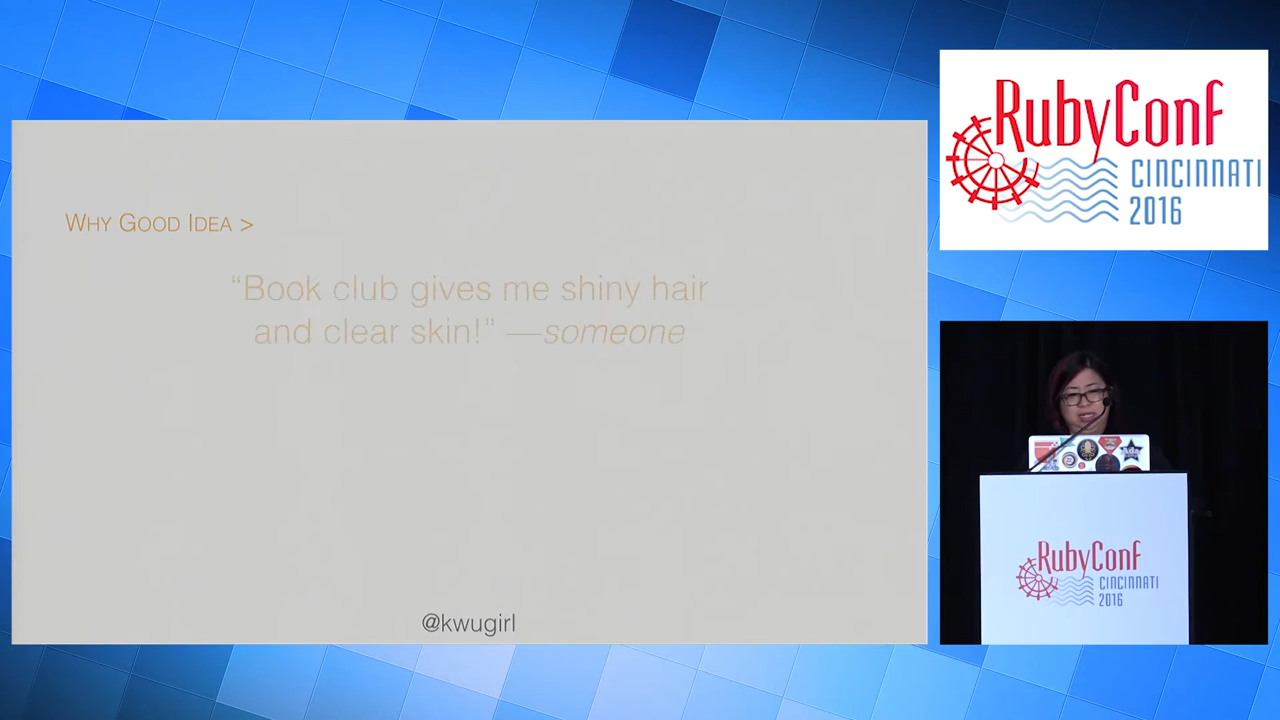 WHY GOOD IDEA >
“Book club gives me shiny hair
and clear skin!” —someone
@kwugirl
RubyConf
CINCINNATI
2016
Ada
RubyConf
CINCINNATI
2016